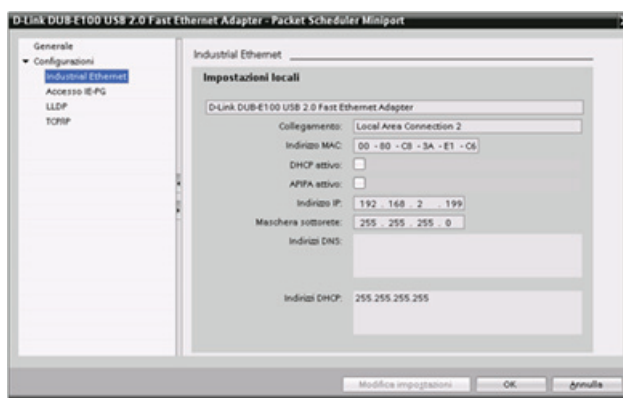 D-Link DUB-E100 USB 2.0 Fast Ethernet Adapter - Packet Scheduler Miniport
Generale
Configurazioni
Industrial Ethernet
Accesso IE-PG
LLDP
TCP/IP
Industrial Ethernet
Impostazioni locali
D-Link DUB-E100 USB 2.0 Fast Ethernet Adapter
Collegamento: Local Area Connection 2
Indirizzo MAC: 00 - 80 - C8 - 3A - E1 - C6
DHCP attivo:
APIPA attivo:
Indirizzo IP: 192 . 168 . 2 . 199
Maschera sottorete: 255 . 255 . 255 . 0
Indirizzi DNS:
Indirizzi DHCP: 255.255.255.255
Modifica impostazioni
OK
Annulla